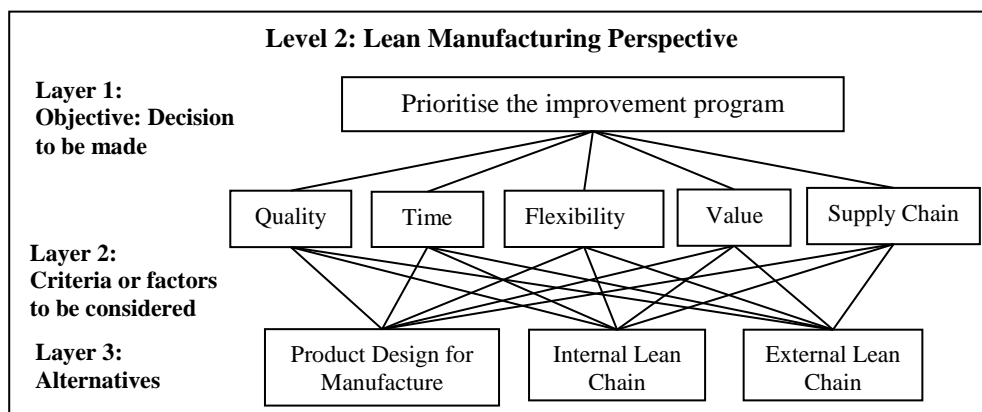 Level 2: Lean Manufacturing Perspective
Layer 1:
Objective: Decision
to be made
Prioritise the improvement program
Quality
Time
Flexibility
Value
Supply Chain
Layer 2:
Criteria or factors
to be considered
Layer 3:
Alternatives
Product Design for
Manufacture
Internal Lean
Chain
External Lean
Chain